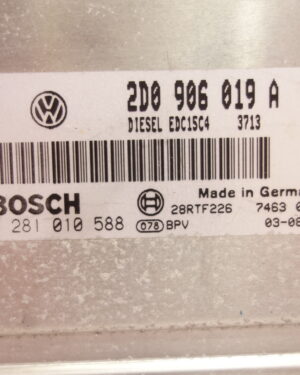 2D0 906 019 A
DIESEL EDC15C4 3713
BOSCH
Made in German
281 010 588
28RTF226 7463 0
078 BPV
03-08